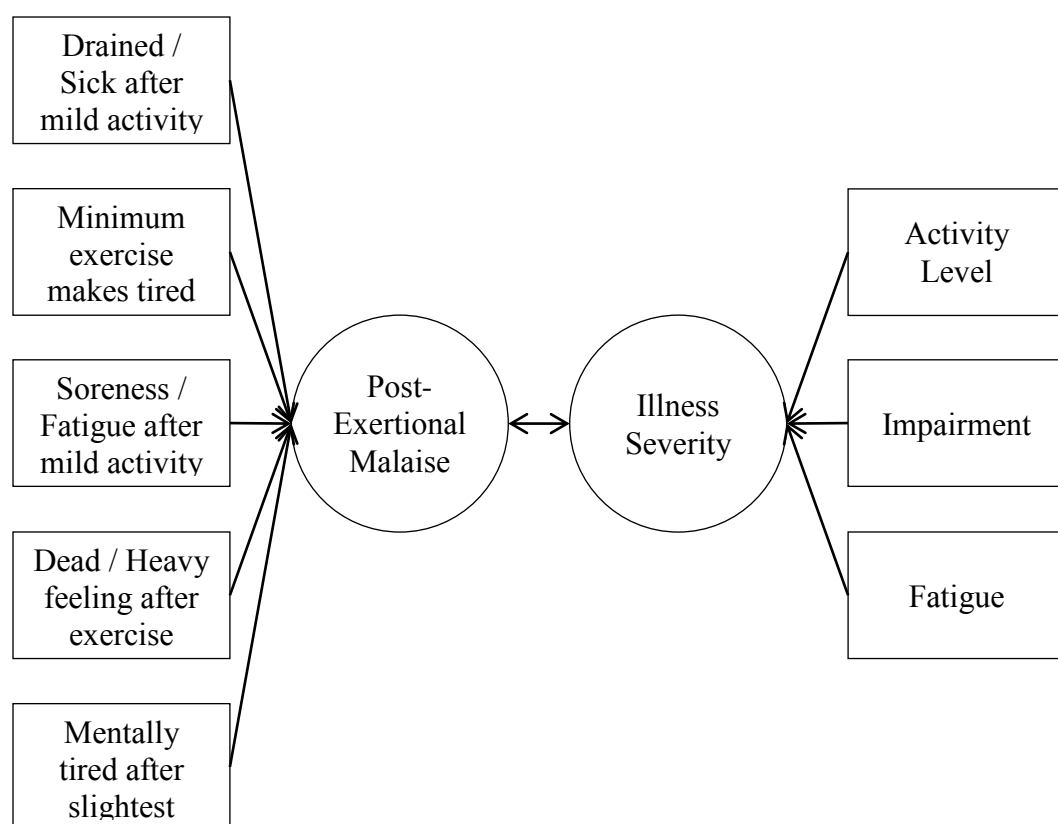 Drained /
Sick after
mild activity
Minimum
exercise
makes tired
Soreness /
Fatigue after
mild activity
Dead / Heavy
feeling after
exercise
Mentally
tired after
slightest
Post-
Exertional
Malaise
Illness
Severity
Activity
Level
Impairment
Fatigue